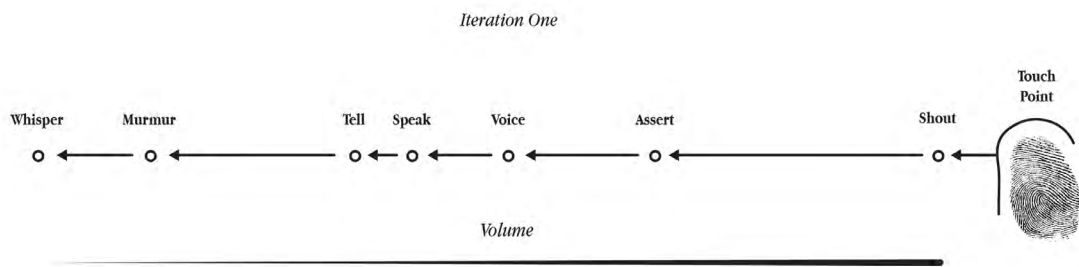 Iteration One
Touch
Point
Whisper Murmur Tell Speak Voice Assert Shout
Volume